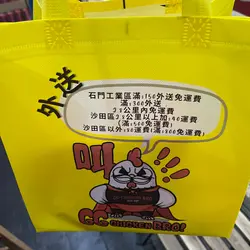 外送
石門工業區滿:150外送免運費
滿:300外送
2公里內免運費
沙田區2公里以上加:40運費
(滿:500免運費)
沙田區以外:80運費(滿:800免運費)
叫
!!!
GG CHICKEN BRO!